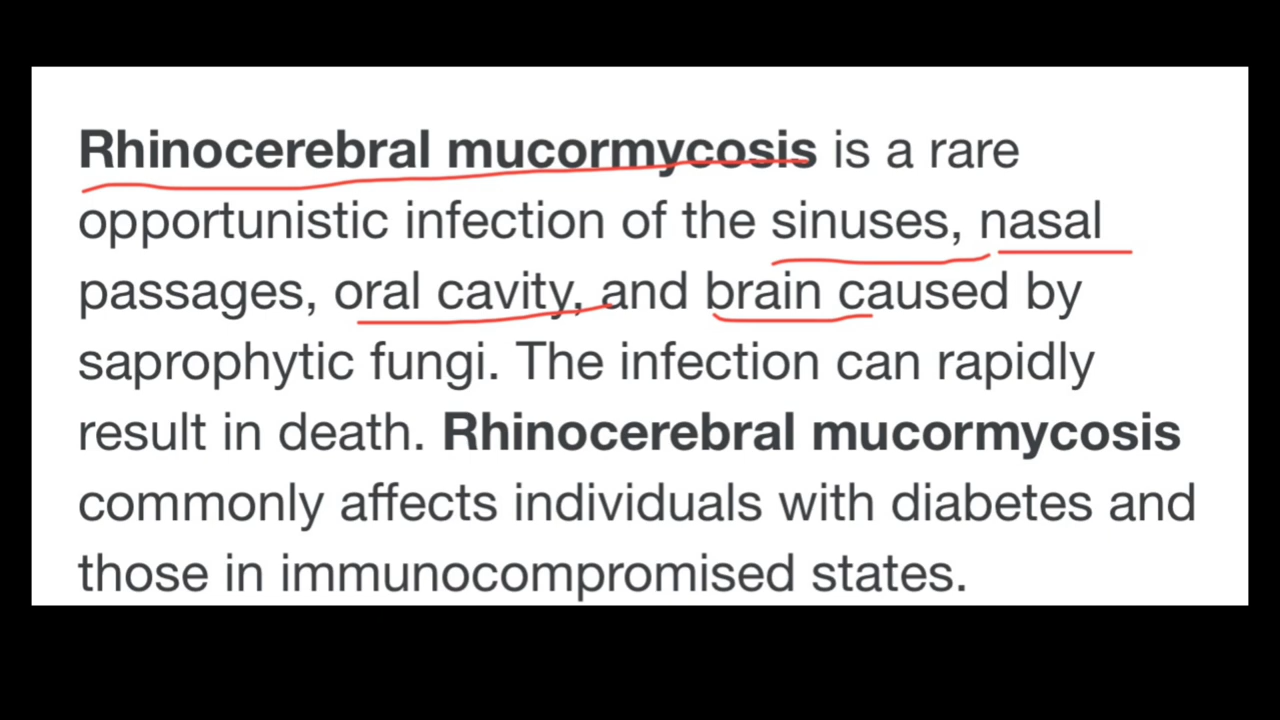 Rhinocerebral mucormycosis is a rare
opportunistic infection of the sinuses, nasal
passages, oral cavity, and brain caused by
saprophytic fungi. The infection can rapidly
result in death. Rhinocerebral mucormycosis
commonly affects individuals with diabetes and
those in immunocompromised states.